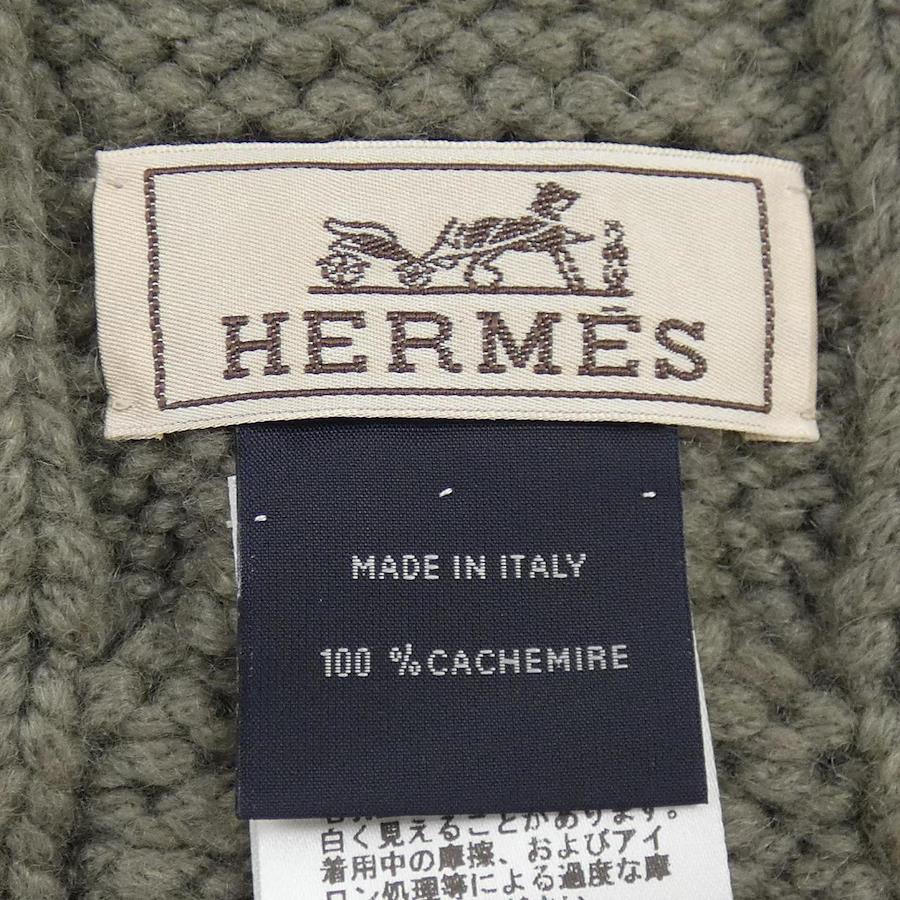 HERMĒS
MADE IN ITALY
100 % CACHEMIRE
白く見えることがあります。
着用中の摩擦、およびアイ
ロン処理等による過度な摩